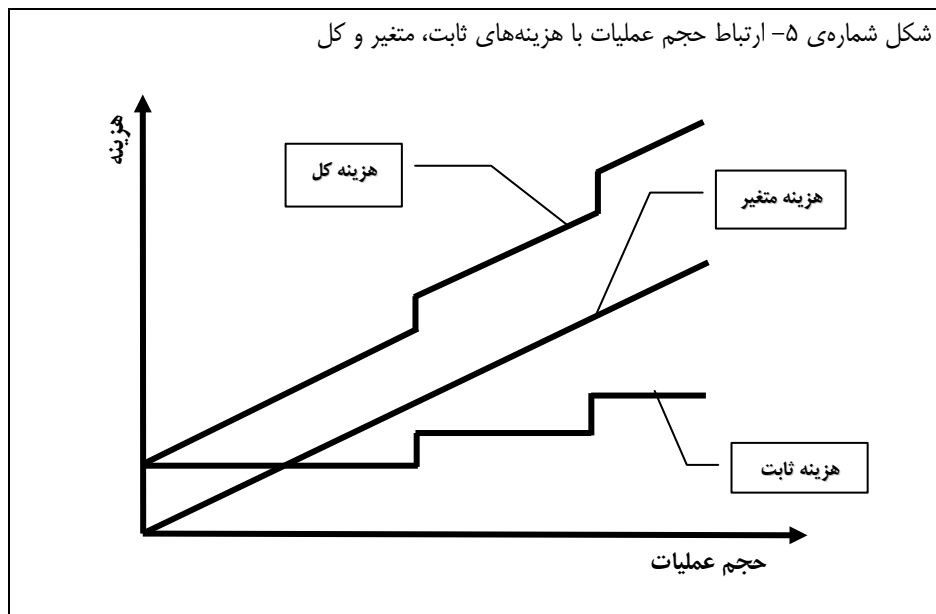 شکل شماره‌ی ۵- ارتباط حجم عملیات با هزینه‌های ثابت، متغیر و کل
هزینه
هزینه کل
هزینه متغیر
هزینه ثابت
حجم عملیات